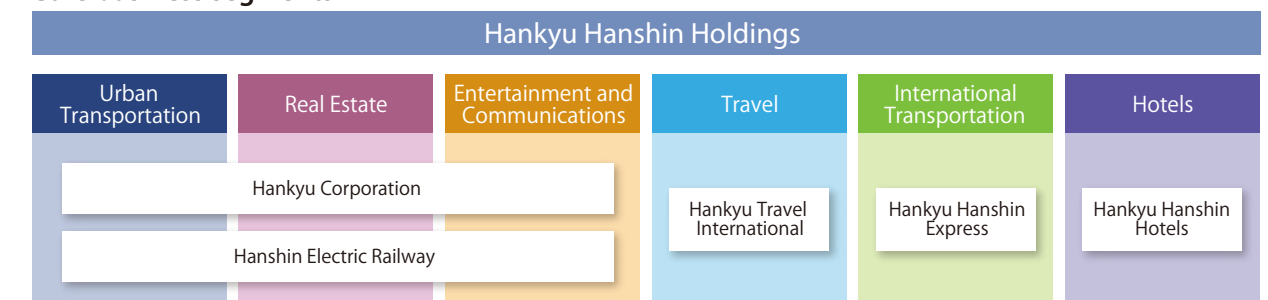 Hankyu Hanshin Holdings
Urban
Transportation
Real Estate
Entertainment and
Communications
Travel
International
Transportation
Hotels
Hankyu Corporation
Hanshin Electric Railway
Hankyu Travel
International
Hankyu Hanshin
Express
Hankyu Hanshin
Hotels